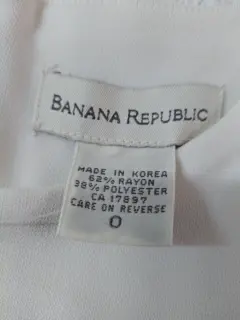 BANANA REPUBLIC
MADE IN KOREA
62% RAYON
38% POLYESTER
CA 17897
CARE ON REVERSE
0